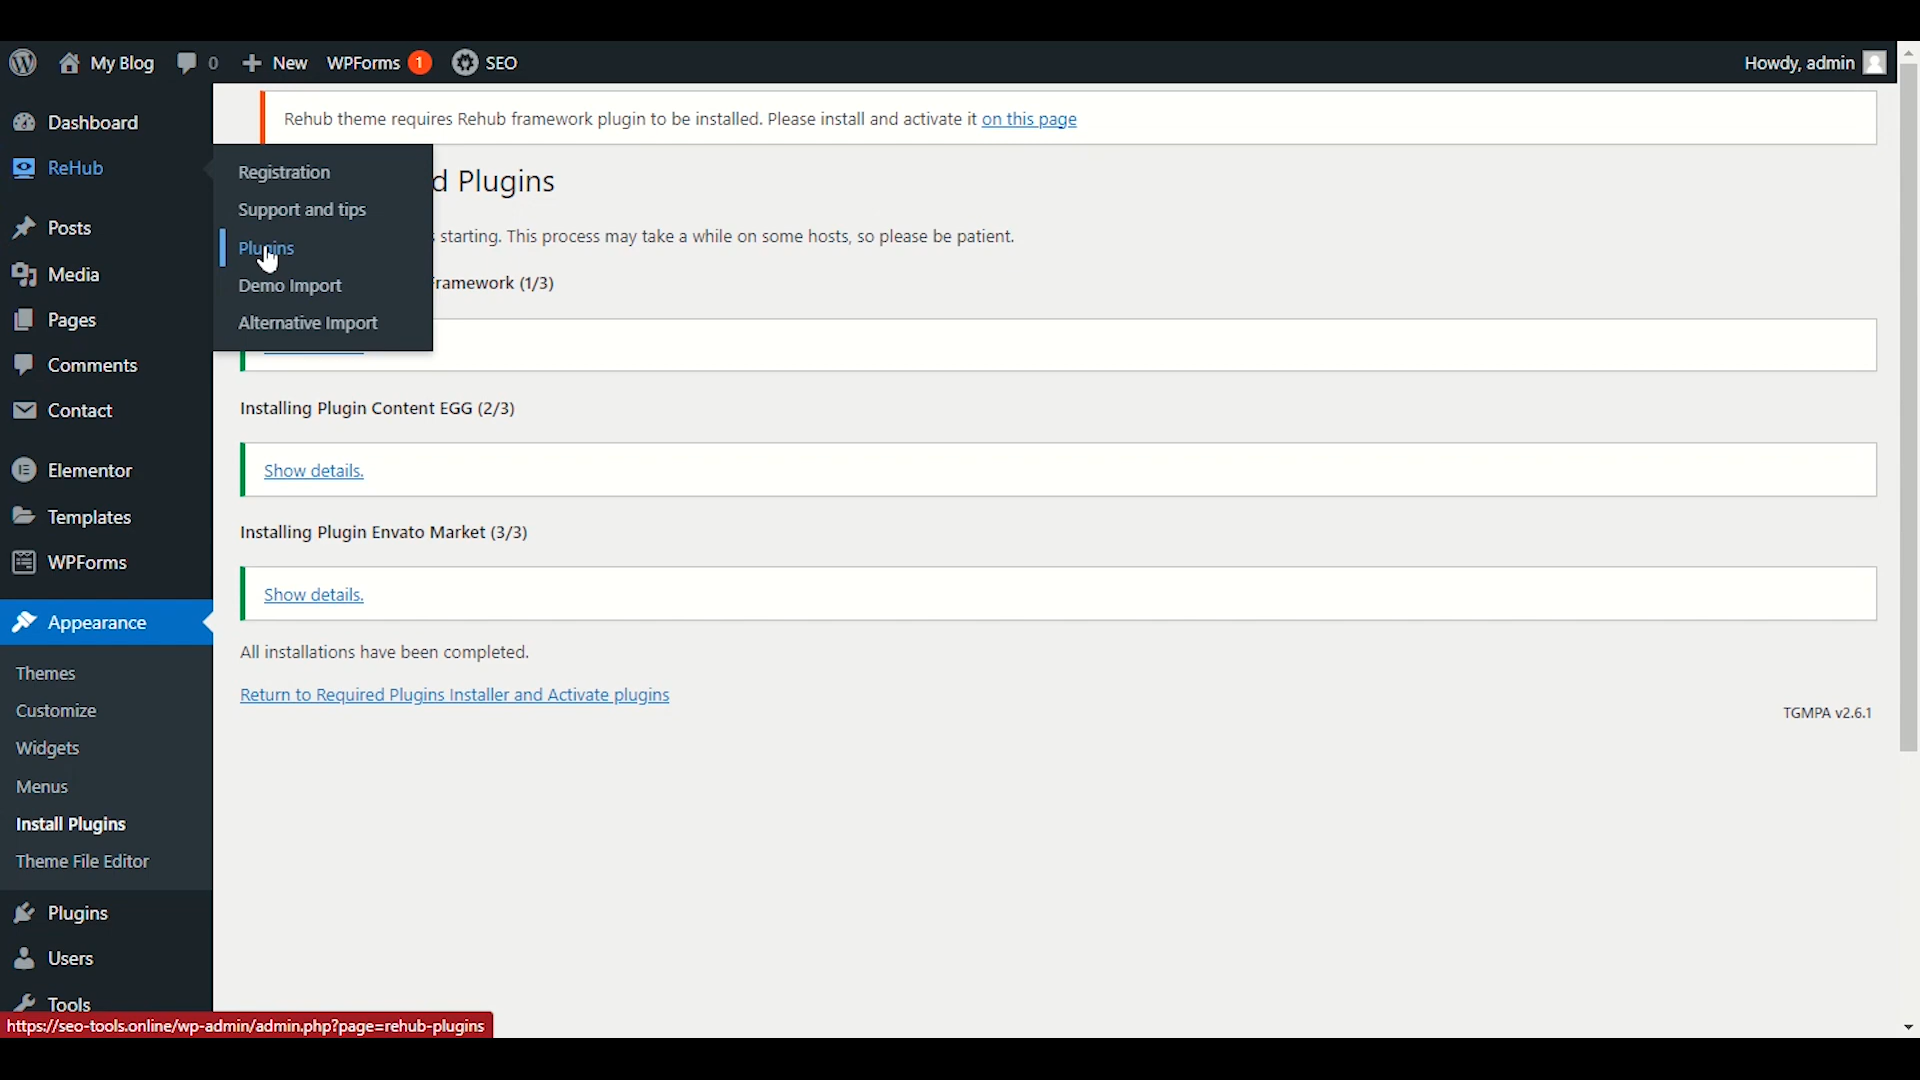 My Blog 0 New WPForms 1 SEO Howdy, admin
Dashboard
ReHub
Posts
Media
Pages
Comments
Contact
Elementor
Templates
WPForms
Appearance
Themes
Customize
Widgets
Menus
Install Plugins
Theme File Editor
Plugins
Users
Tools
Registration
Support and tips
Plugins
Demo Import
Alternative Import
Rehub theme requires Rehub framework plugin to be installed. Please install and activate it on this page
d Plugins
starting. This process may take a while on some hosts, so please be patient.
ramework (1/3)
Installing Plugin Content EGG (2/3)
Show details.
Installing Plugin Envato Market (3/3)
Show details.
All installations have been completed.
Return to Required Plugins Installer and Activate plugins
TGMPA v2.6.1
https://seo-tools.online/wp-admin/admin.php?page=rehub-plugins